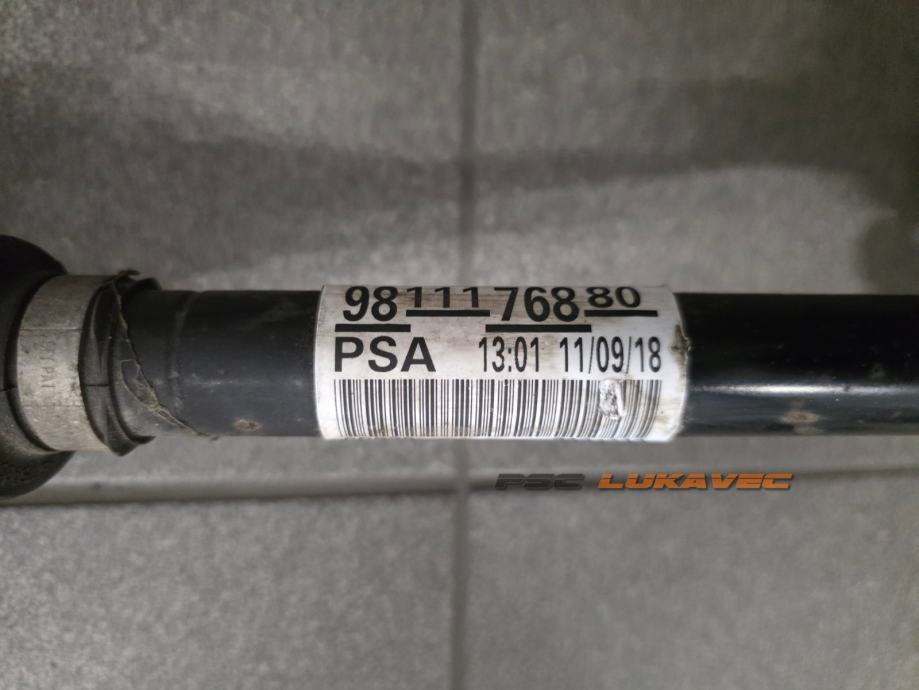 9811176880
PSA 13:01 11/09/18
PSC LUKAVEC